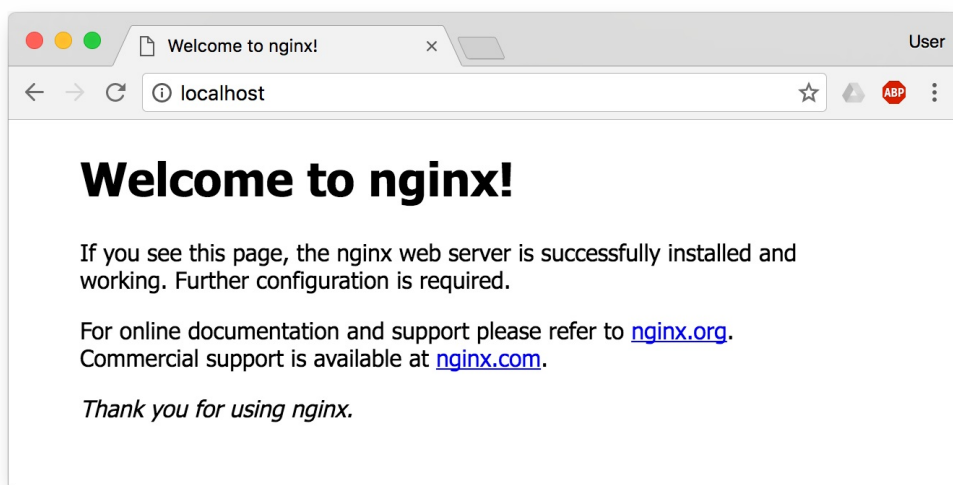 Welcome to nginx!
User
localhost
ABP
Welcome to nginx!
If you see this page, the nginx web server is successfully installed and
working. Further configuration is required.
For online documentation and support please refer to nginx.org.
Commercial support is available at nginx.com.
Thank you for using nginx.